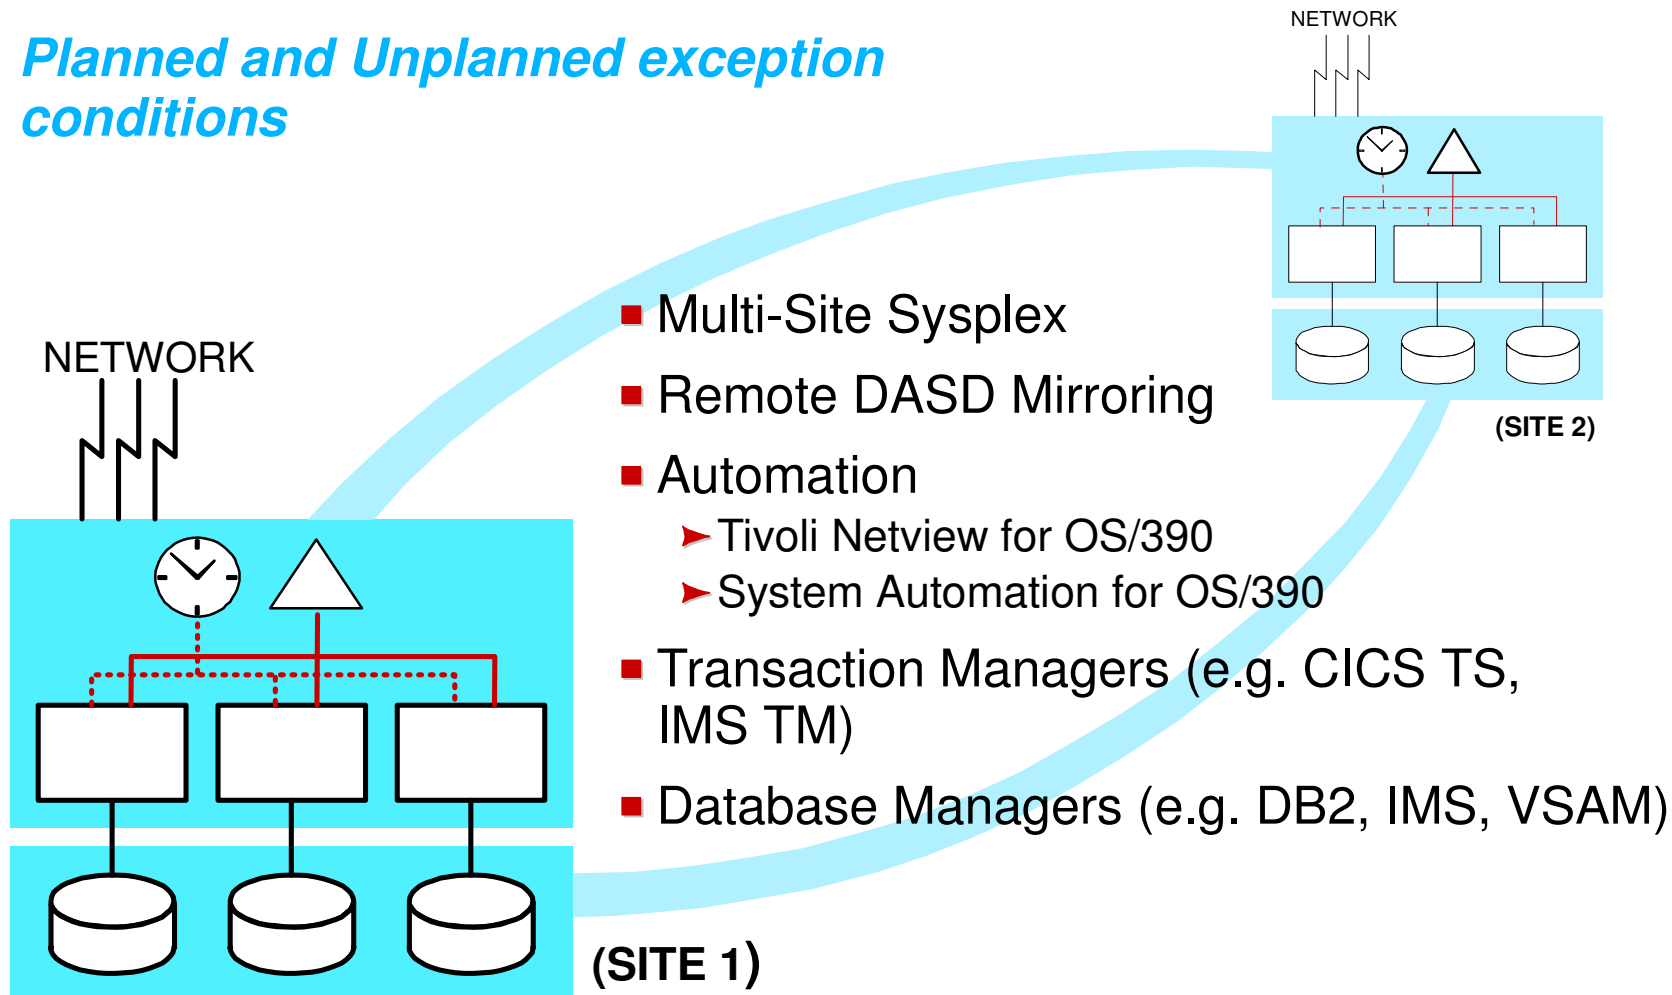 Planned and Unplanned exception
conditions
NETWORK
(SITE 2)
NETWORK
Multi-Site Sysplex
Remote DASD Mirroring
Automation
Tivoli Netview for OS/390
System Automation for OS/390
Transaction Managers (e.g. CICS TS,
IMS TM)
Database Managers (e.g. DB2, IMS, VSAM)
(SITE 1)